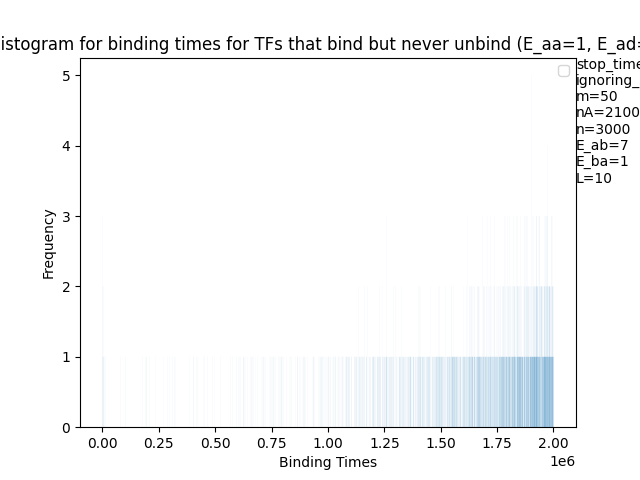 istogram for binding times for TFs that bind but never unbind (E_aa=1, E_ad=
stop_time
ignoring_
m=50
nA=2100
n=3000
E_ab=7
E_ba=1
L=10
5
4
3
2
1
0
Frequency
0.00 0.25 0.50 0.75 1.00 1.25 1.50 1.75 2.00
1e6
Binding Times